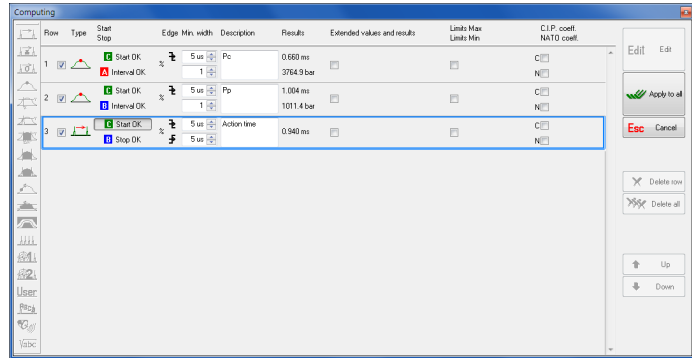 Computing
Row Type Start Stop Edge Min. width Description Results Extended values and results Limits Max Limits Min C.I.P. coeff. NATO coeff.
1 C Start OK % 5 us Pc 0.660 ms C
A Interval OK 1 3764.9 bar N
2 C Start OK % 5 us Pp 1.004 ms C
B Interval OK 1 1011.4 bar N
3 C Start OK % 5 us Action time 0.940 ms C
B Stop OK 5 us N
Edit Edit
Apply to all
Esc Cancel
Delete row
Delete all
Up
Down
1
2
User
√abc